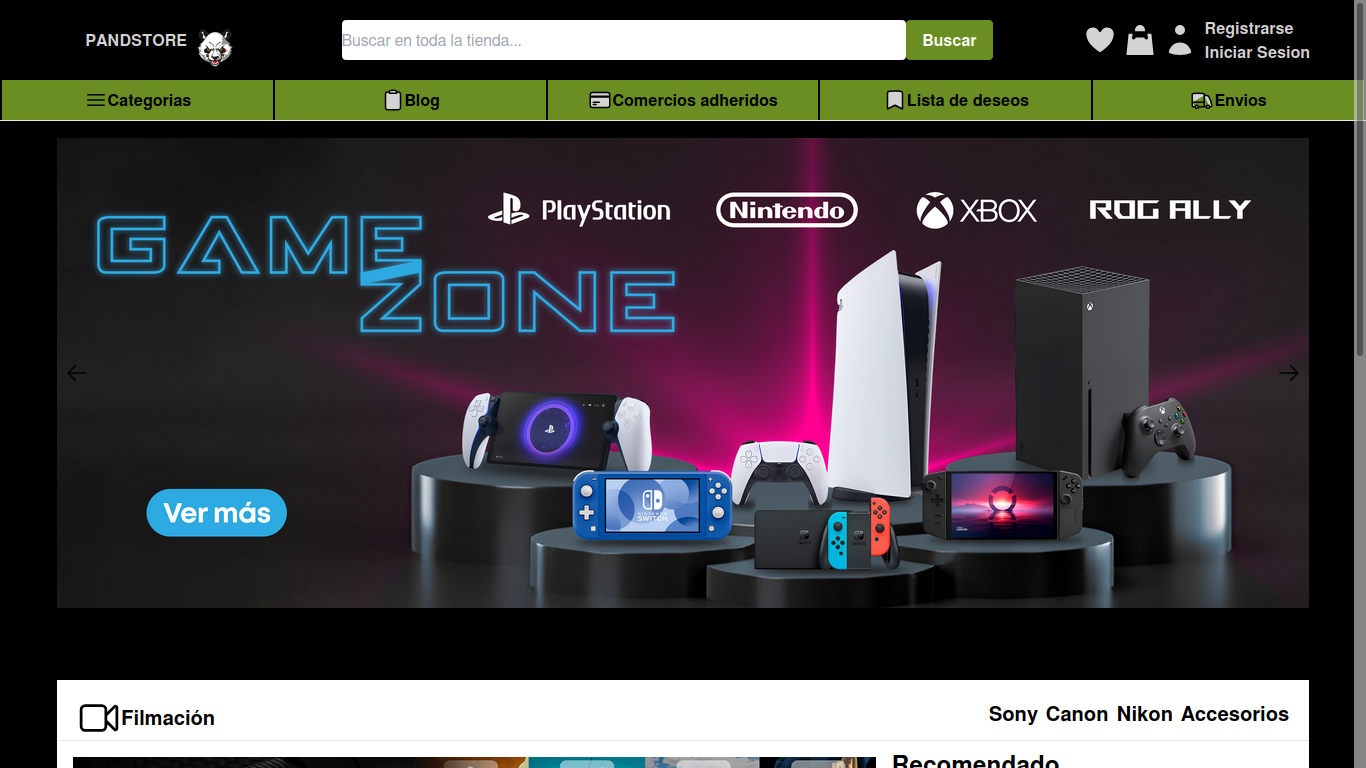 PANDSTORE
Buscar en toda la tienda...
Buscar
Registrarse
Iniciar Sesion
Categorias
Blog
Comercios adheridos
Lista de deseos
Envios
PlayStation
Nintendo
XBOX
ROG ALLY
GAME
ZONE
NINTENDO
SWITCH
Ver más
Filmación
Sony Canon Nikon Accesorios
Recomendado